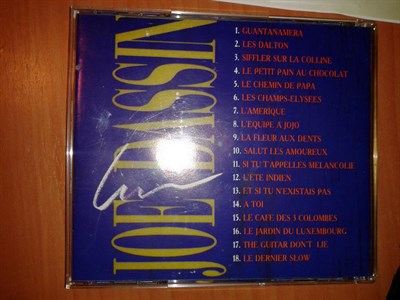 JOE DASSIN
1. GUANTANAMERA
2. LES DALTON
3. SIFFLER SUR LA COLLINE
4. LE PETIT PAIN AU CHOCOLAT
5. LE CHEMIN DE PAPA
6. LES CHAMPS-ELYSEES
7. L'AMERIQUE
8. L'EQUIPE A JOJO
9. LA FLEUR AUX DENTS
10. SALUT LES AMOUREUX
11. SI TU T'APPELLES MELANCOLIE
12. L'ETE INDIEN
13. ET SI TU N'EXISTAIS PAS
14. A TOI
15. LE CAFE DES 3 COLOMBES
16. LE JARDIN DU LUXEMBOURG
17. THE GUITAR DON'T LIE
18. LE DERNIER SLOW